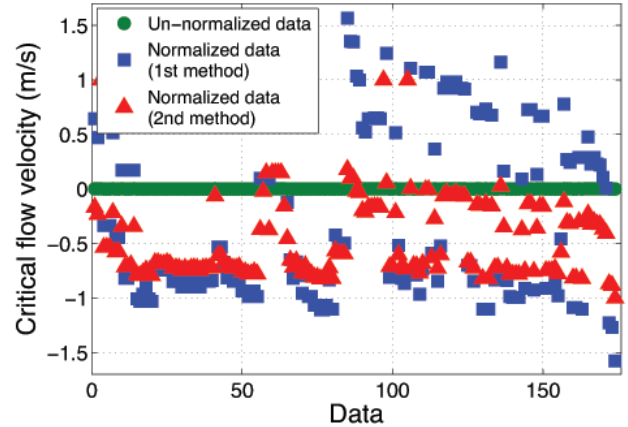 Critical flow velocity (m/s)
1.5
1
0.5
0
−0.5
−1
−1.5
Un-normalized data
Normalized data
(1st method)
Normalized data
(2nd method)
0
50
100
150
Data